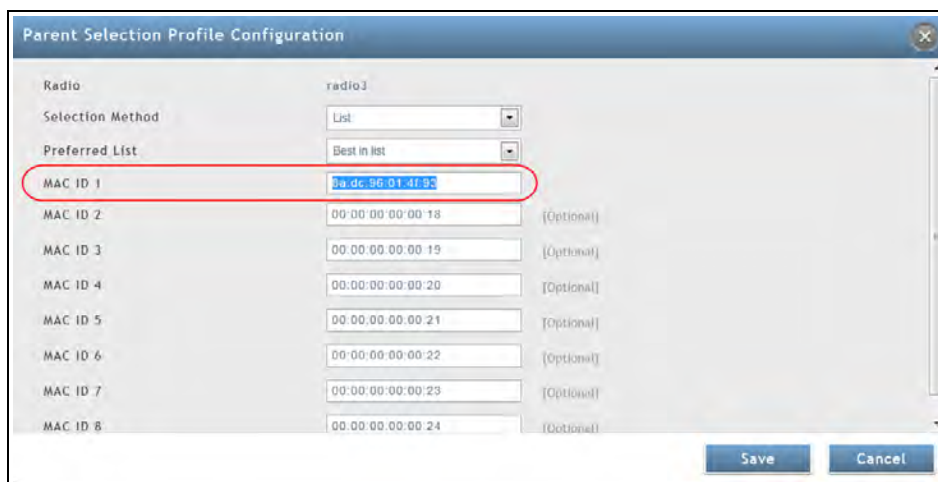 Parent Selection Profile Configuration
Radio radio3
Selection Method List
Preferred List Best in list
MAC ID 1 8a:dc:96:01:4f:93
MAC ID 2 00:00:00:00:00:18 [Optional]
MAC ID 3 00:00:00:00:00:19 [Optional]
MAC ID 4 00:00:00:00:00:20 [Optional]
MAC ID 5 00:00:00:00:00:21 [Optional]
MAC ID 6 00:00:00:00:00:22 [Optional]
MAC ID 7 00:00:00:00:00:23 [Optional]
MAC ID 8 00:00:00:00:00:24 [Optional]
Save Cancel